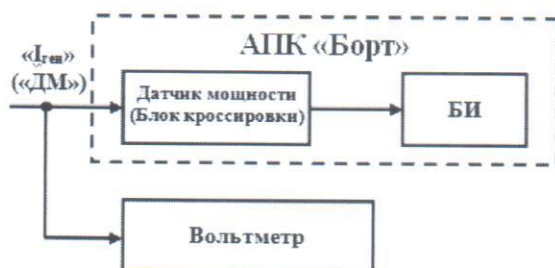 АПК «Борт»
«Iген»
(«ДМ»)
Датчик мощности
(Блок кроссировки)
БИ
Вольтметр